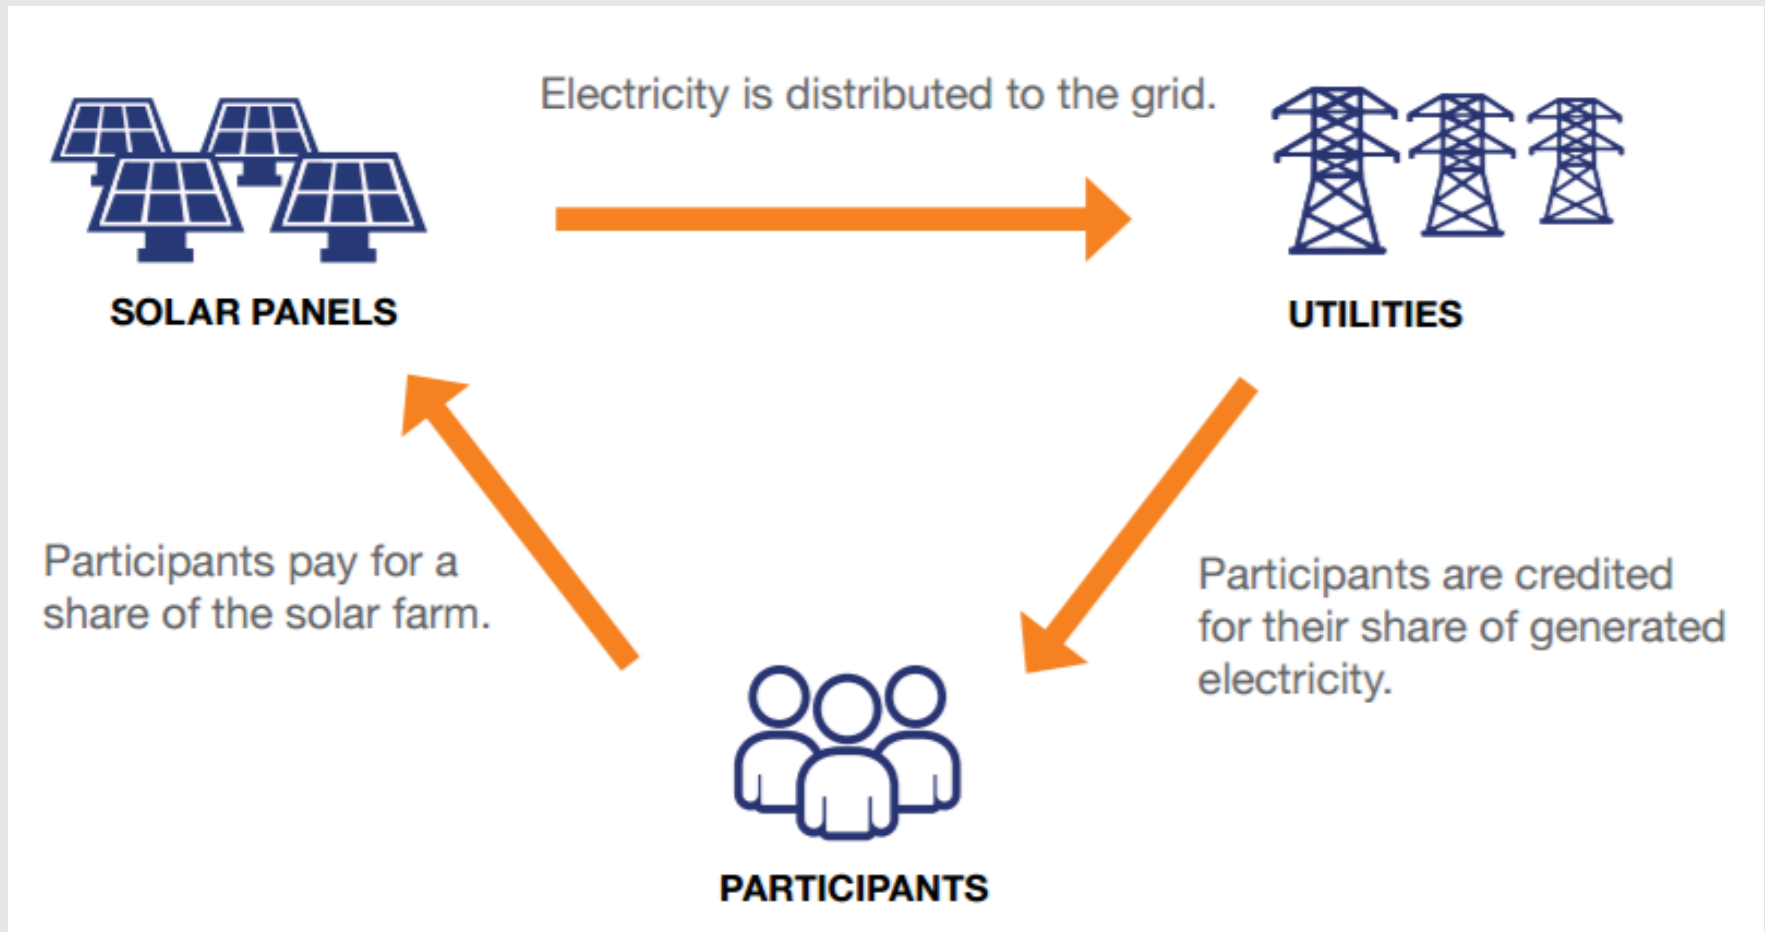 Electricity is distributed to the grid.
SOLAR PANELS
UTILITIES
Participants pay for a
share of the solar farm.
Participants are credited
for their share of generated
electricity.
PARTICIPANTS